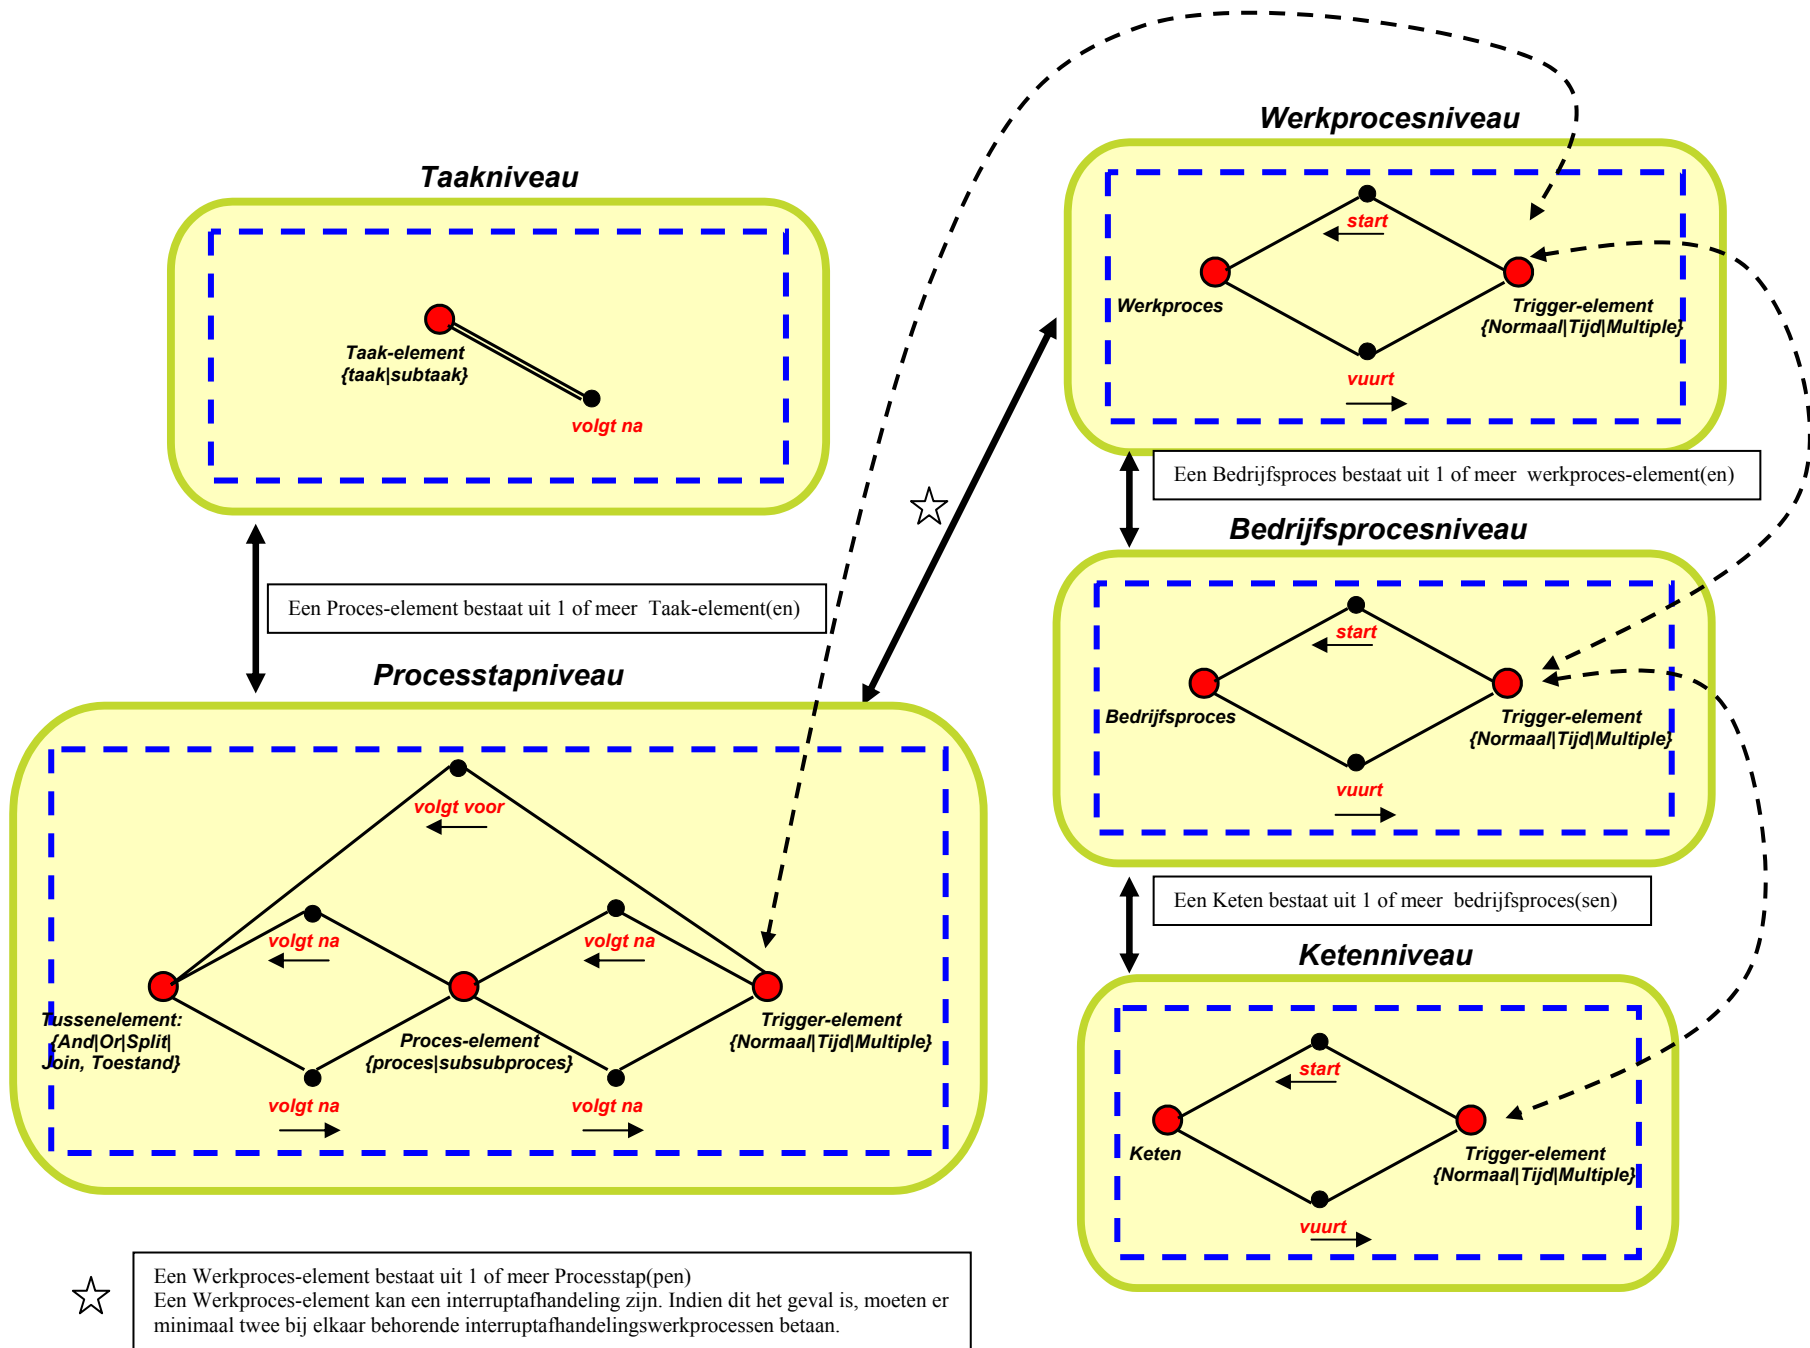 Taakniveau
Taak-element
{taak|subtaak}
volgt na
Een Proces-element bestaat uit 1 of meer Taak-element(en)
Processtapniveau
volgt voor
volgt na
volgt na
Tussenelement:
{And|Or|Split|
Join, Toestand}
Proces-element
{proces|subsubproces}
Trigger-element
{Normaal|Tijd|Multiple}
volgt na
volgt na
Werkprocesniveau
start
Werkproces
Trigger-element
{Normaal|Tijd|Multiple}
vuurt
Een Bedrijfsproces bestaat uit 1 of meer werkproces-element(en)
Bedrijfsprocesniveau
start
Bedrijfsproces
Trigger-element
{Normaal|Tijd|Multiple}
vuurt
Een Keten bestaat uit 1 of meer bedrijfsproces(sen)
Ketenniveau
start
Keten
Trigger-element
{Normaal|Tijd|Multiple}
vuurt
Een Werkproces-element bestaat uit 1 of meer Processtap(pen)
Een Werkproces-element kan een interruptafhandeling zijn. Indien dit het geval is, moeten er
minimaal twee bij elkaar behorende interruptafhandelingswerkprocessen betaan.